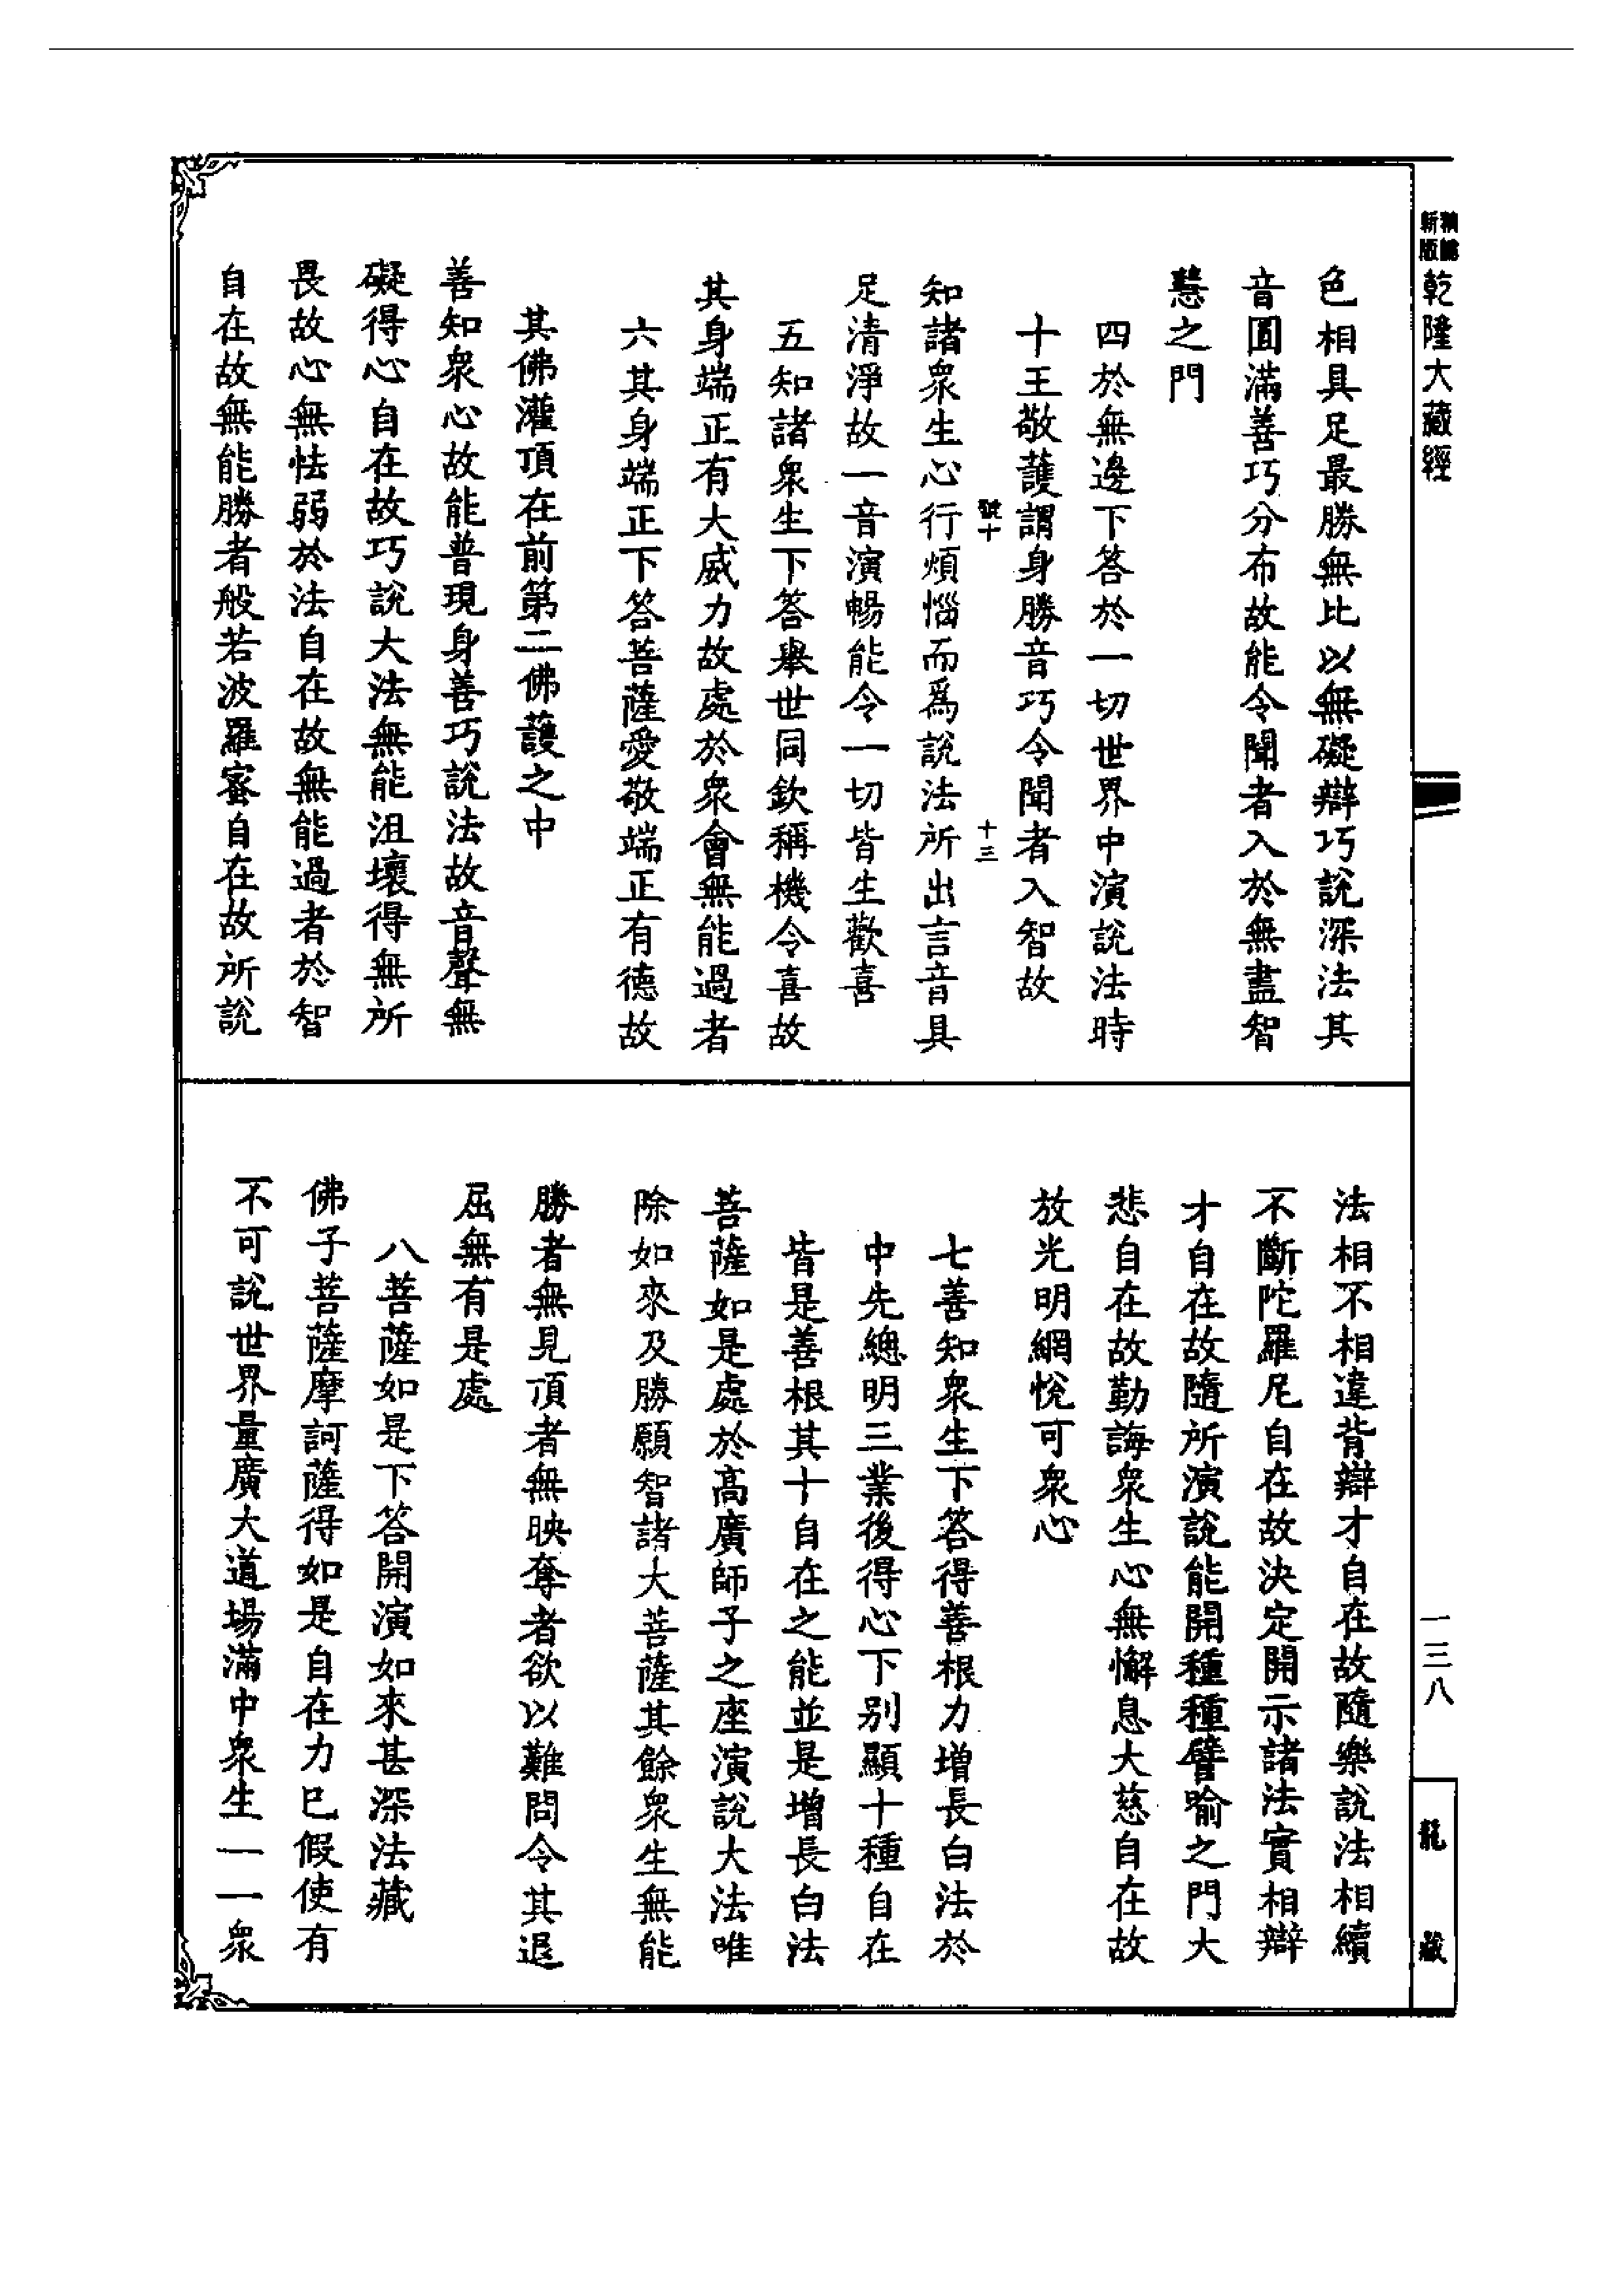 新版精縮乾隆大藏經
色相具足最勝無比以無礙辯巧說深法其
音圓滿善巧分布故能令聞者入於無盡智
慧之門
四於無邊下答於一切世界中演說法時
十王敬護謂身勝音巧令聞者入智故
號十
十三
知諸衆生心行煩惱而爲說法所出言音具
足清淨故一音演暢能令一切皆生歡喜
五知諸衆生下答舉世同欽稱機令喜故
其身端正有大威力故處於衆會無能過者
六其身端正下答菩薩愛敬端正有德故
其佛灌頂在前第二佛護之中
善知衆心故能普現身善巧說法故音聲無
礙得心自在故巧說大法無能沮壞得無所
畏故心無怯弱於法自在故無能過者於智
自在故無能勝者般若波羅蜜自在故所說
法相不相違背辯才自在故隨樂說法相續
不斷陀羅尼自在故決定開示諸法實相辯
才自在故隨所演說能開種種譬喻之門大
悲自在故勤誨衆生心無懈息大慈自在故
放光明網悅可衆心
七善知衆生下答得善根力增長白法於
中先總明三業後得心下別顯十種自在
皆是善根其十自在之能並是增長白法
菩薩如是處於高廣師子之座演說大法唯
除如來及勝願智諸大菩薩其餘衆生無能
勝者無見頂者無映奪者欲以難問令其退
屈無有是處
八菩薩如是下答開演如來甚深法藏
佛子菩薩摩訶薩得如是自在力已假使有
不可說世界量廣大道場滿中衆生一一衆
一三八
龍藏